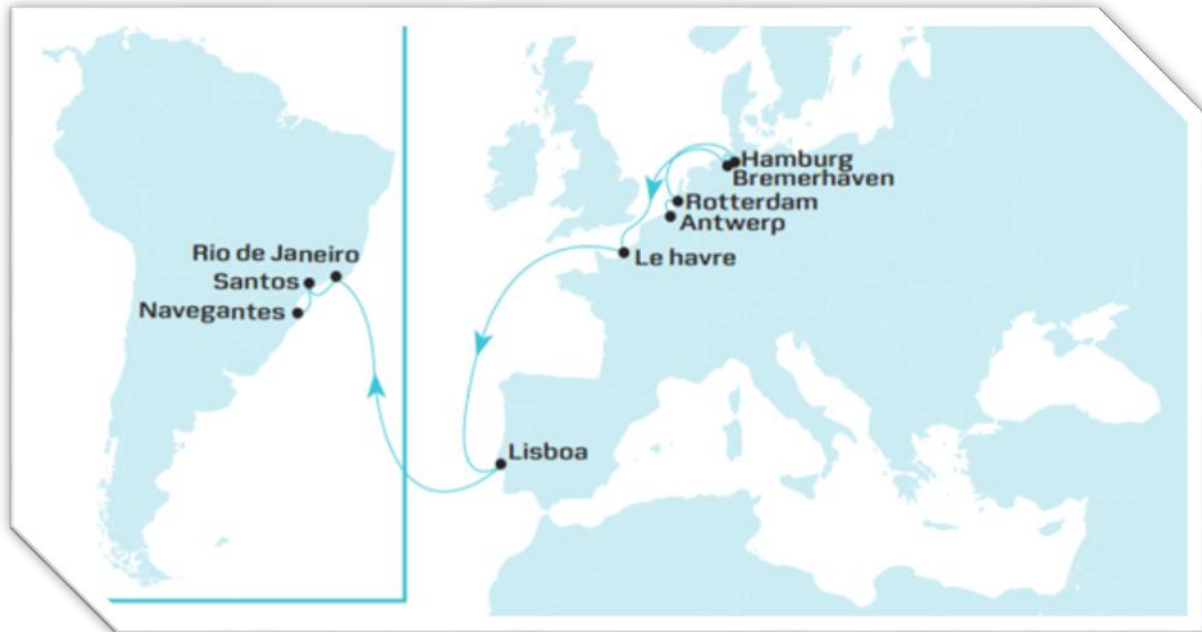 Hamburg
Bremerhaven
Rotterdam
Antwerp
Le havre
Rio de Janeiro
Santos
Navegantes
Lisboa